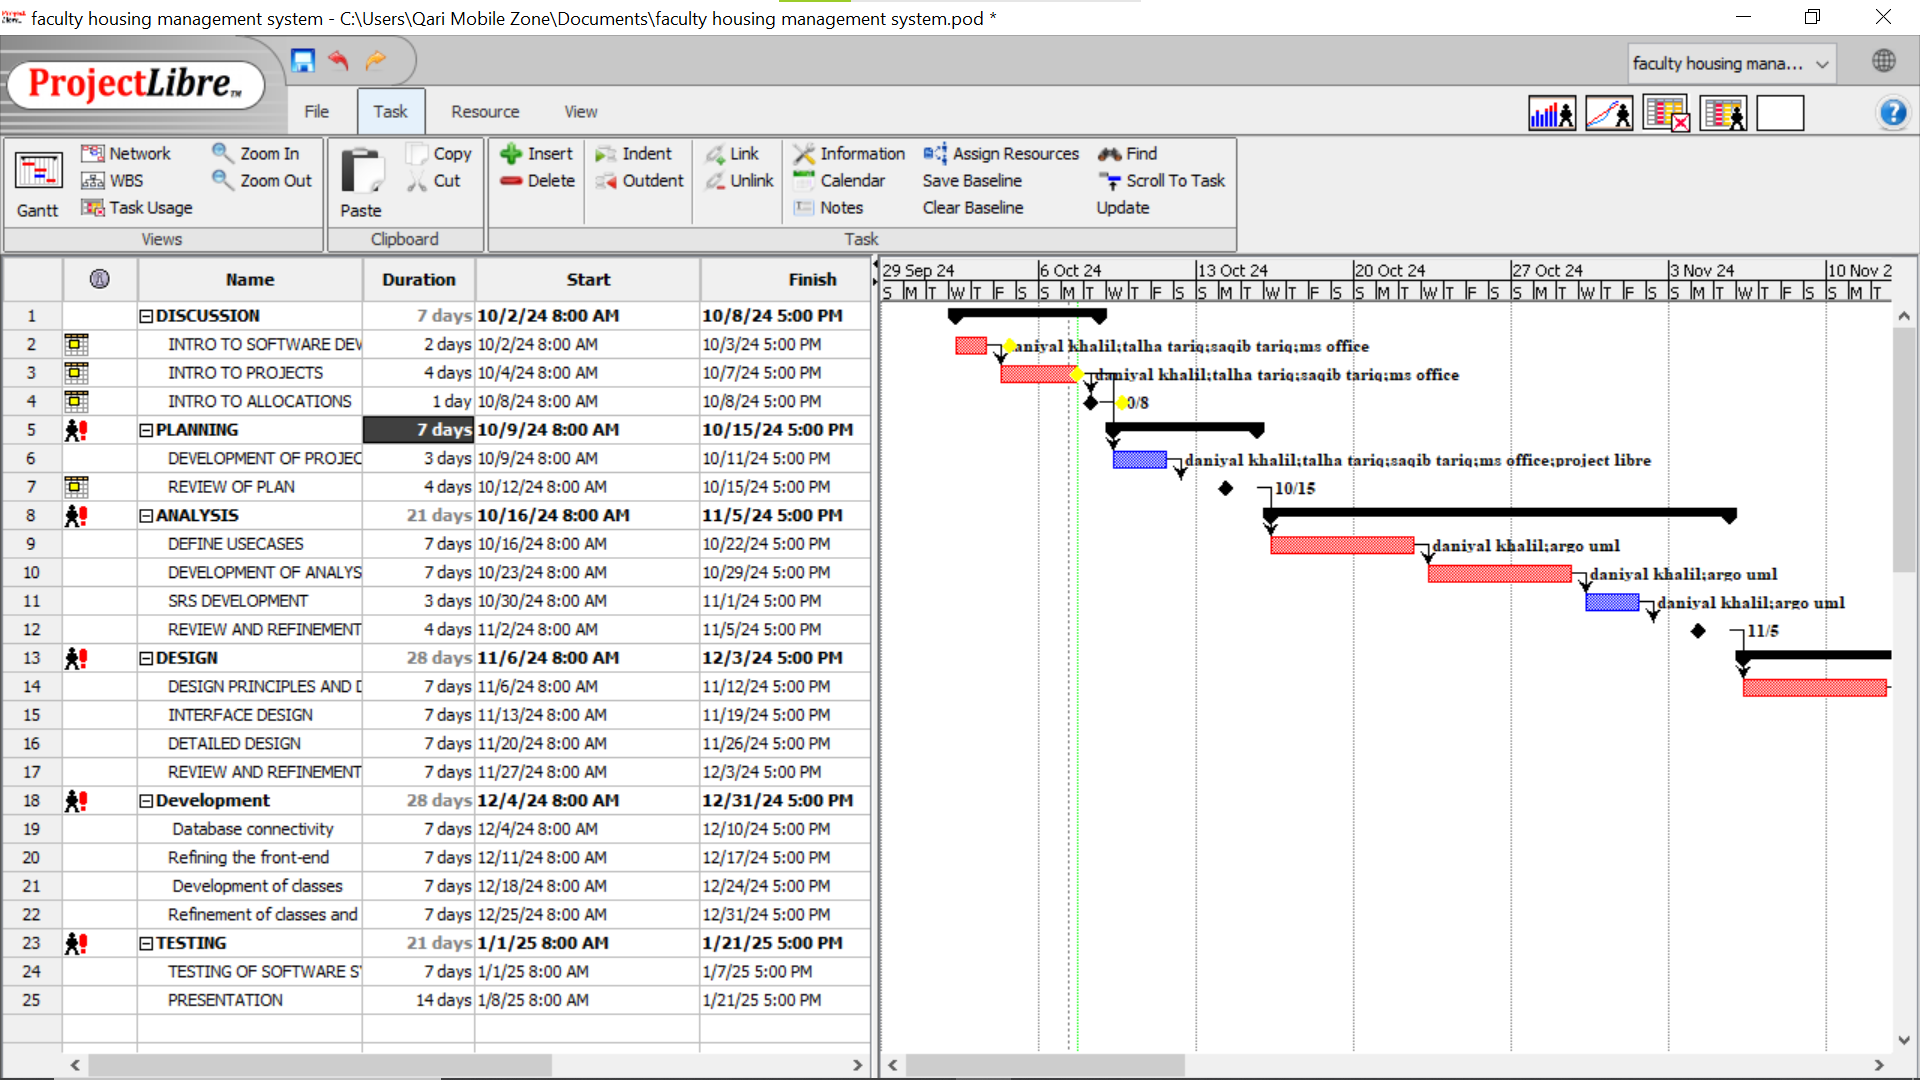 faculty housing management system - C:\Users\Qari Mobile Zone\Documents\faculty housing management system.pod *
ProjectLibre™
faculty housing mana...
File Task Resource View
Gantt Network WBS Task Usage Zoom In Zoom Out
Views
Paste Copy Cut
Clipboard
Insert Delete Indent Outdent Link Unlink Information Calendar Notes Assign Resources Save Baseline Clear Baseline Find Scroll To Task Update
Task
Name Duration Start Finish
1 DISCUSSION 7 days 10/2/24 8:00 AM 10/8/24 5:00 PM
2 INTRO TO SOFTWARE DEV 2 days 10/2/24 8:00 AM 10/3/24 5:00 PM
3 INTRO TO PROJECTS 4 days 10/4/24 8:00 AM 10/7/24 5:00 PM
4 INTRO TO ALLOCATIONS 1 day 10/8/24 8:00 AM 10/8/24 5:00 PM
5 PLANNING 7 days 10/9/24 8:00 AM 10/15/24 5:00 PM
6 DEVELOPMENT OF PROJEC 3 days 10/9/24 8:00 AM 10/11/24 5:00 PM
7 REVIEW OF PLAN 4 days 10/12/24 8:00 AM 10/15/24 5:00 PM
8 ANALYSIS 21 days 10/16/24 8:00 AM 11/5/24 5:00 PM
9 DEFINE USECASES 7 days 10/16/24 8:00 AM 10/22/24 5:00 PM
10 DEVELOPMENT OF ANALYS 7 days 10/23/24 8:00 AM 10/29/24 5:00 PM
11 SRS DEVELOPMENT 3 days 10/30/24 8:00 AM 11/1/24 5:00 PM
12 REVIEW AND REFINEMENT 4 days 11/2/24 8:00 AM 11/5/24 5:00 PM
13 DESIGN 28 days 11/6/24 8:00 AM 12/3/24 5:00 PM
14 DESIGN PRINCIPLES AND D 7 days 11/6/24 8:00 AM 11/12/24 5:00 PM
15 INTERFACE DESIGN 7 days 11/13/24 8:00 AM 11/19/24 5:00 PM
16 DETAILED DESIGN 7 days 11/20/24 8:00 AM 11/26/24 5:00 PM
17 REVIEW AND REFINEMENT 7 days 11/27/24 8:00 AM 12/3/24 5:00 PM
18 Development 28 days 12/4/24 8:00 AM 12/31/24 5:00 PM
19 Database connectivity 7 days 12/4/24 8:00 AM 12/10/24 5:00 PM
20 Refining the front-end 7 days 12/11/24 8:00 AM 12/17/24 5:00 PM
21 Development of classes 7 days 12/18/24 8:00 AM 12/24/24 5:00 PM
22 Refinement of classes and 7 days 12/25/24 8:00 AM 12/31/24 5:00 PM
23 TESTING 21 days 1/1/25 8:00 AM 1/21/25 5:00 PM
24 TESTING OF SOFTWARE S 7 days 1/1/25 8:00 AM 1/7/25 5:00 PM
25 PRESENTATION 14 days 1/8/25 8:00 AM 1/21/25 5:00 PM
29 Sep 24 6 Oct 24 13 Oct 24 20 Oct 24 27 Oct 24 3 Nov 24 10 Nov 2
S M T W T F S S M T W T F S S M T W T F S S M T W T F S S M T W T F S S M T W T F S S M T
daniyal khalil;talha tariq;saqib tariq;ms office
daniyal khalil;talha tariq;saqib tariq;ms office
0/8
daniyal khalil;talha tariq;saqib tariq;ms office;project libre
10/15
daniyal khalil;argo uml
daniyal khalil;argo uml
daniyal khalil;argo uml
11/5